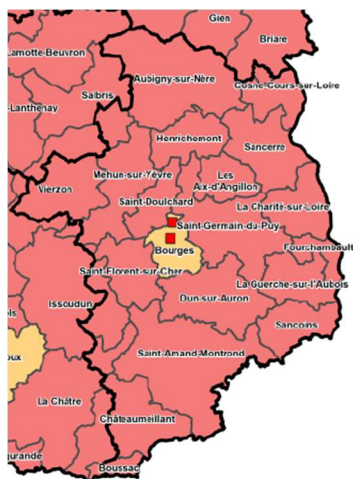 Gien
Briare
Lamotte-Beuvron
Aubigny-sur-Nère
Cosne-Cours-sur-Loire
Salbris
-Lanthenay
Henrichemont
Sancerre
Mehun-sur-Yèvre
Les
Aix-d'Angillon
Vierzon
Saint-Doulchard
La Charité-sur-Loire
Saint-Germain-du-Puy
Bourges
Fourchambault
Saint-Florent-sur-Cher
La Guerche-sur-l'Aubois
Issoudun
Dun-sur-Auron
Sancoins
Saint-Amand-Montrond
oux
La Châtre
Châteaumeillant
gurande
Boussac